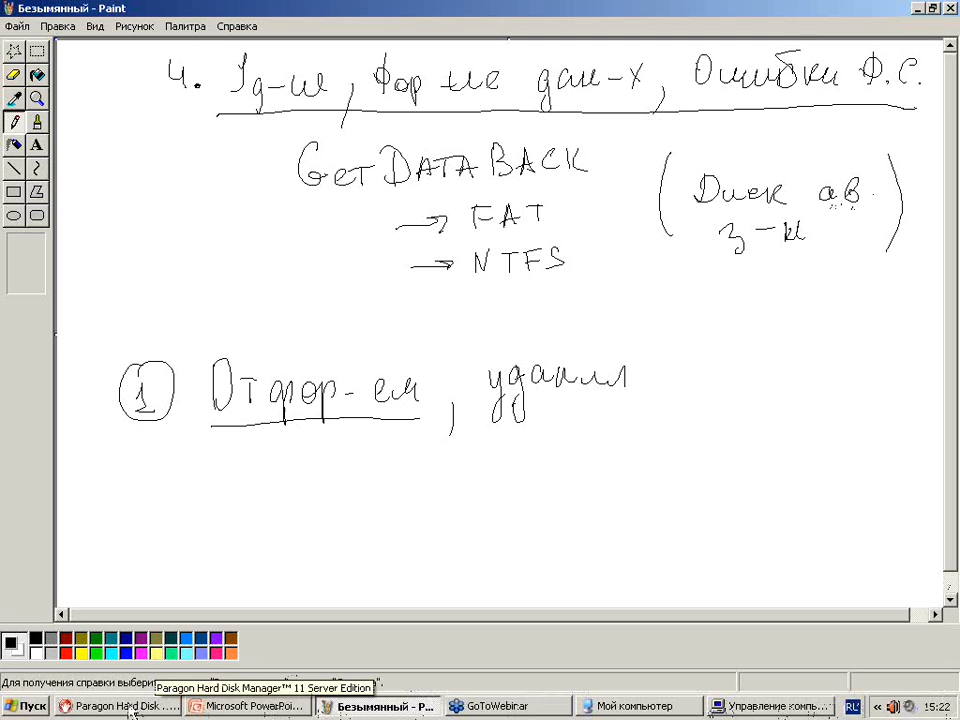 Безымянный - Paint
Файл Правка Вид Рисунок Палитра Справка
4. Уд-ие, Фор-ие дан-х, Ошибки Ф.С.
GETDATABACK
→ FAT
→ NTFS
(Диск ав.
з-и)
1 Отфор-ем, удалил
Для получения справки выберит
Paragon Hard Disk Manager™ 11 Server Edition
Пуск Paragon Hard Disk ... Microsoft PowerPoi... Безымянный - P... GoToWebinar Мой компьютер Управление компь... RU « 15:22